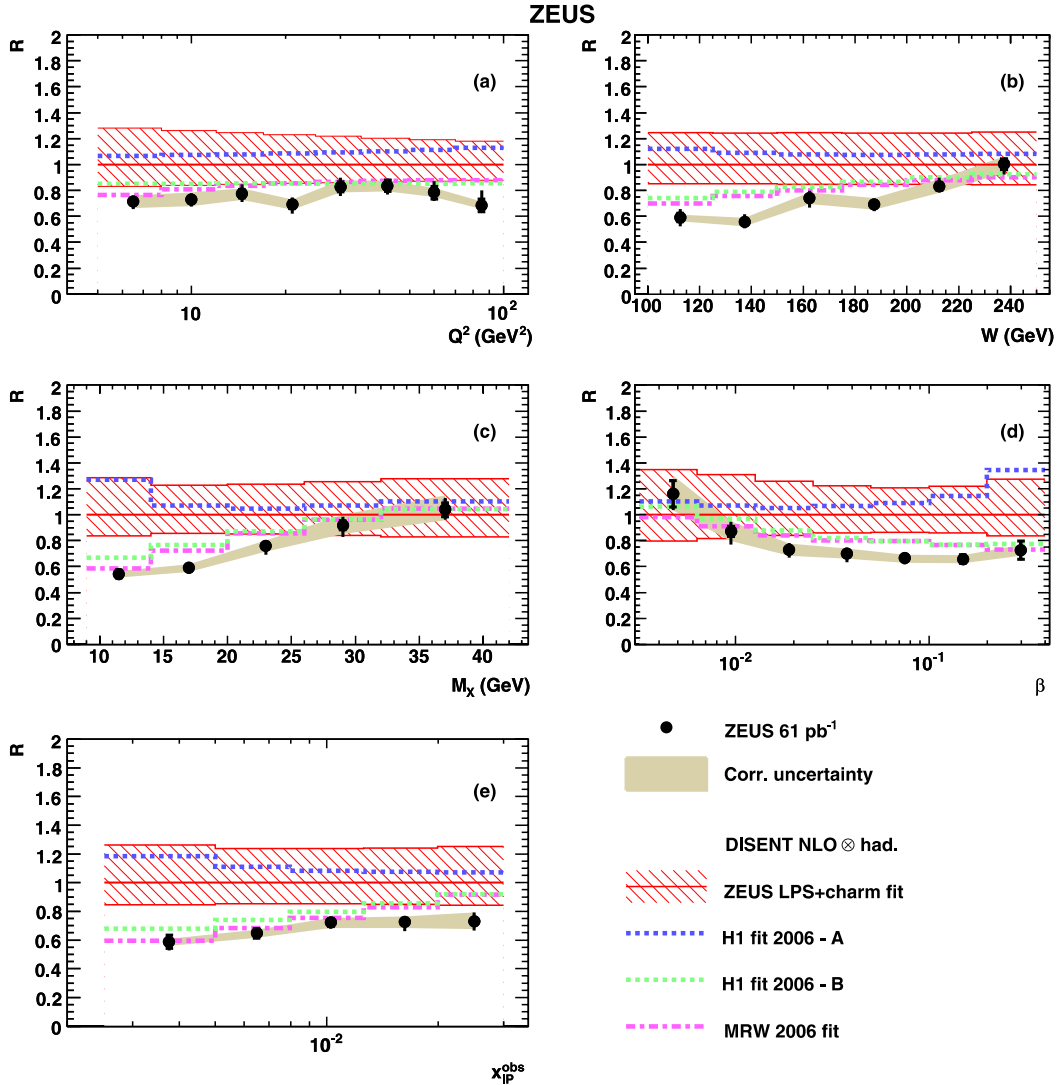 ZEUS
R
2
1.8
1.6
1.4
1.2
1
0.8
0.6
0.4
0.2
0
(a)
10
10²
Q² (GeV²)
R
2
1.8
1.6
1.4
1.2
1
0.8
0.6
0.4
0.2
0
(b)
100 120 140 160 180 200 220 240
W (GeV)
R
2
1.8
1.6
1.4
1.2
1
0.8
0.6
0.4
0.2
0
(c)
10 15 20 25 30 35 40
M_X (GeV)
R
2
1.8
1.6
1.4
1.2
1
0.8
0.6
0.4
0.2
0
(d)
10⁻² 10⁻¹
β
R
2
1.8
1.6
1.4
1.2
1
0.8
0.6
0.4
0.2
0
(e)
10⁻²
x_IP^obs
ZEUS 61 pb⁻¹
Corr. uncertainty
DISENT NLO ⊗ had.
ZEUS LPS+charm fit
H1 fit 2006 - A
H1 fit 2006 - B
MRW 2006 fit